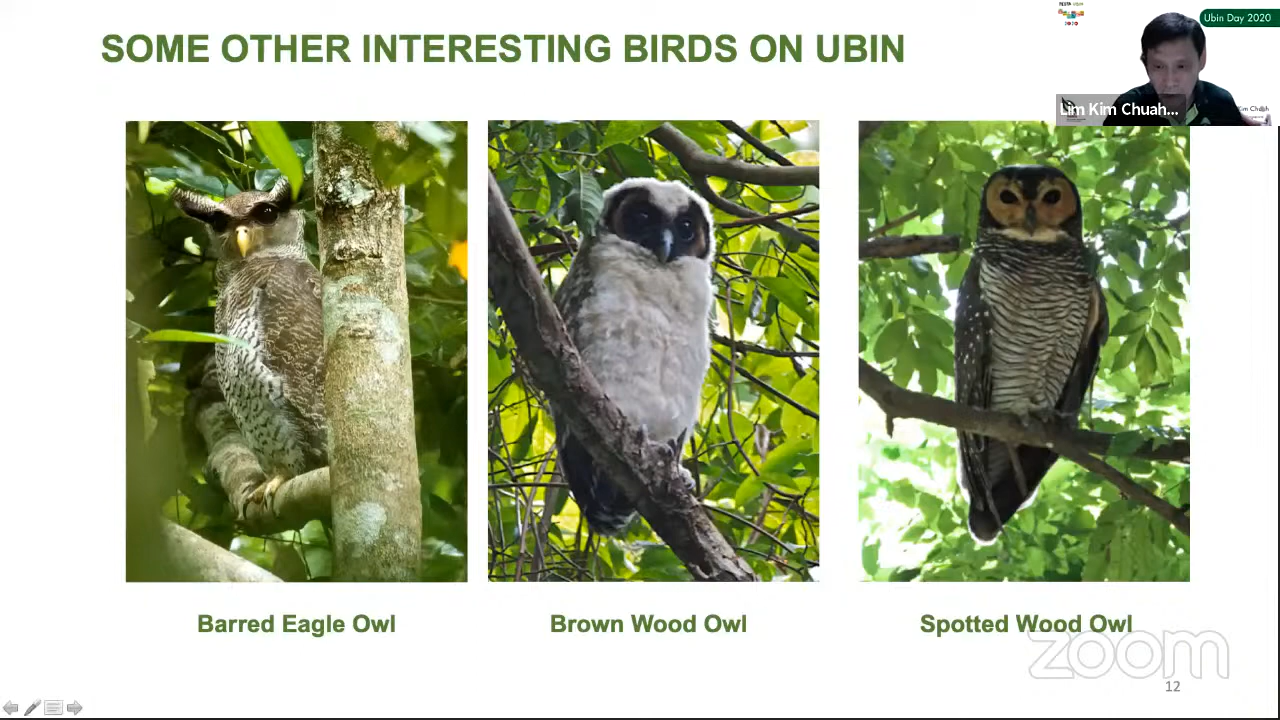 SOME OTHER INTERESTING BIRDS ON UBIN
2020
Ubin Day 2020
Lim Kim Chuah...
Barred Eagle Owl
Brown Wood Owl
Spotted Wood Owl
zoom
12